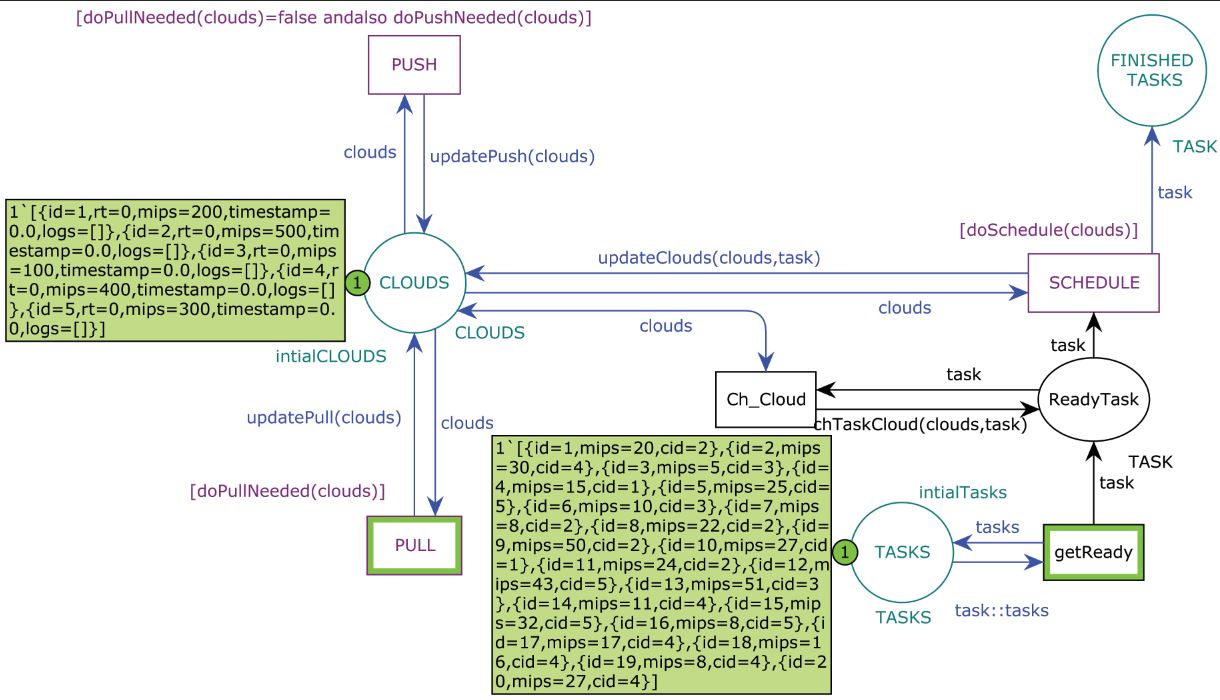 [doPullNeeded(clouds)=false andalso doPushNeeded(clouds)]
PUSH
FINISHED
TASKS
clouds
updatePush(clouds)
TASK
task
1`[{id=1,rt=0,mips=200,timestamp=
0.0,logs=[]},{id=2,rt=0,mips=500,tim
estamp=0.0,logs=[]},{id=3,rt=0,mips
=100,timestamp=0.0,logs=[]},{id=4,r
t=0,mips=400,timestamp=0.0,logs=[]
},{id=5,rt=0,mips=300,timestamp=0.
0,logs=[]}]
1
CLOUDS
CLOUDS
intialCLOUDS
[doSchedule(clouds)]
updateClouds(clouds,task)
SCHEDULE
clouds
clouds
task
task
Ch_Cloud
ReadyTask
chTaskCloud(clouds,task)
updatePull(clouds)
clouds
TASK
task
[doPullNeeded(clouds)]
PULL
1`[{id=1,mips=20,cid=2},{id=2,mips
=30,cid=4},{id=3,mips=5,cid=3},{id=
4,mips=15,cid=1},{id=5,mips=25,cid=
5},{id=6,mips=10,cid=3},{id=7,mips=
8,cid=2},{id=8,mips=22,cid=2},{id=
9,mips=50,cid=2},{id=10,mips=27,cid
=1},{id=11,mips=24,cid=2},{id=12,m
ips=43,cid=5},{id=13,mips=51,cid=3
},{id=14,mips=11,cid=4},{id=15,mip
s=32,cid=5},{id=16,mips=8,cid=5},{i
d=17,mips=17,cid=4},{id=18,mips=1
6,cid=4},{id=19,mips=8,cid=4},{id=2
0,mips=27,cid=4}]
1
intialTasks
TASKS
TASKS
tasks
getReady
task::tasks